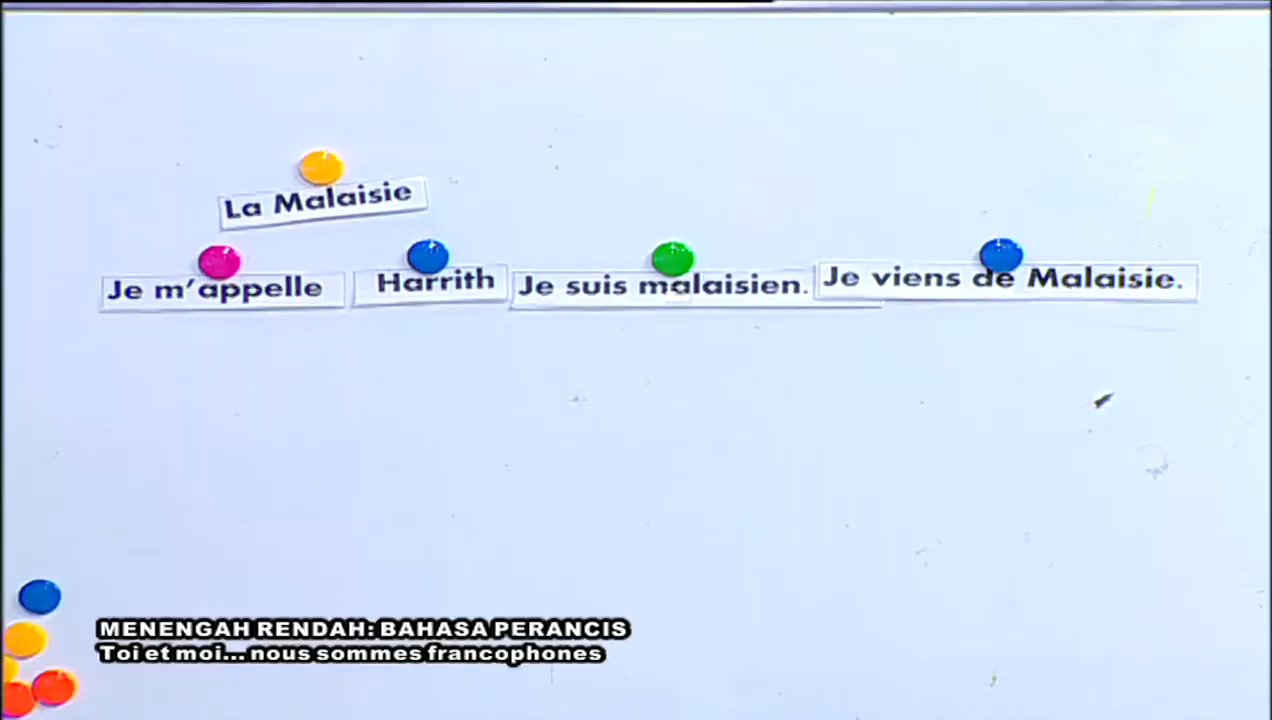 La Malaisie
Je m'appelle Harrith Je suis malaisien. Je viens de Malaisie.
MENENGAH RENDAH: BAHASA PERANCIS
Toi et moi... nous sommes francophones